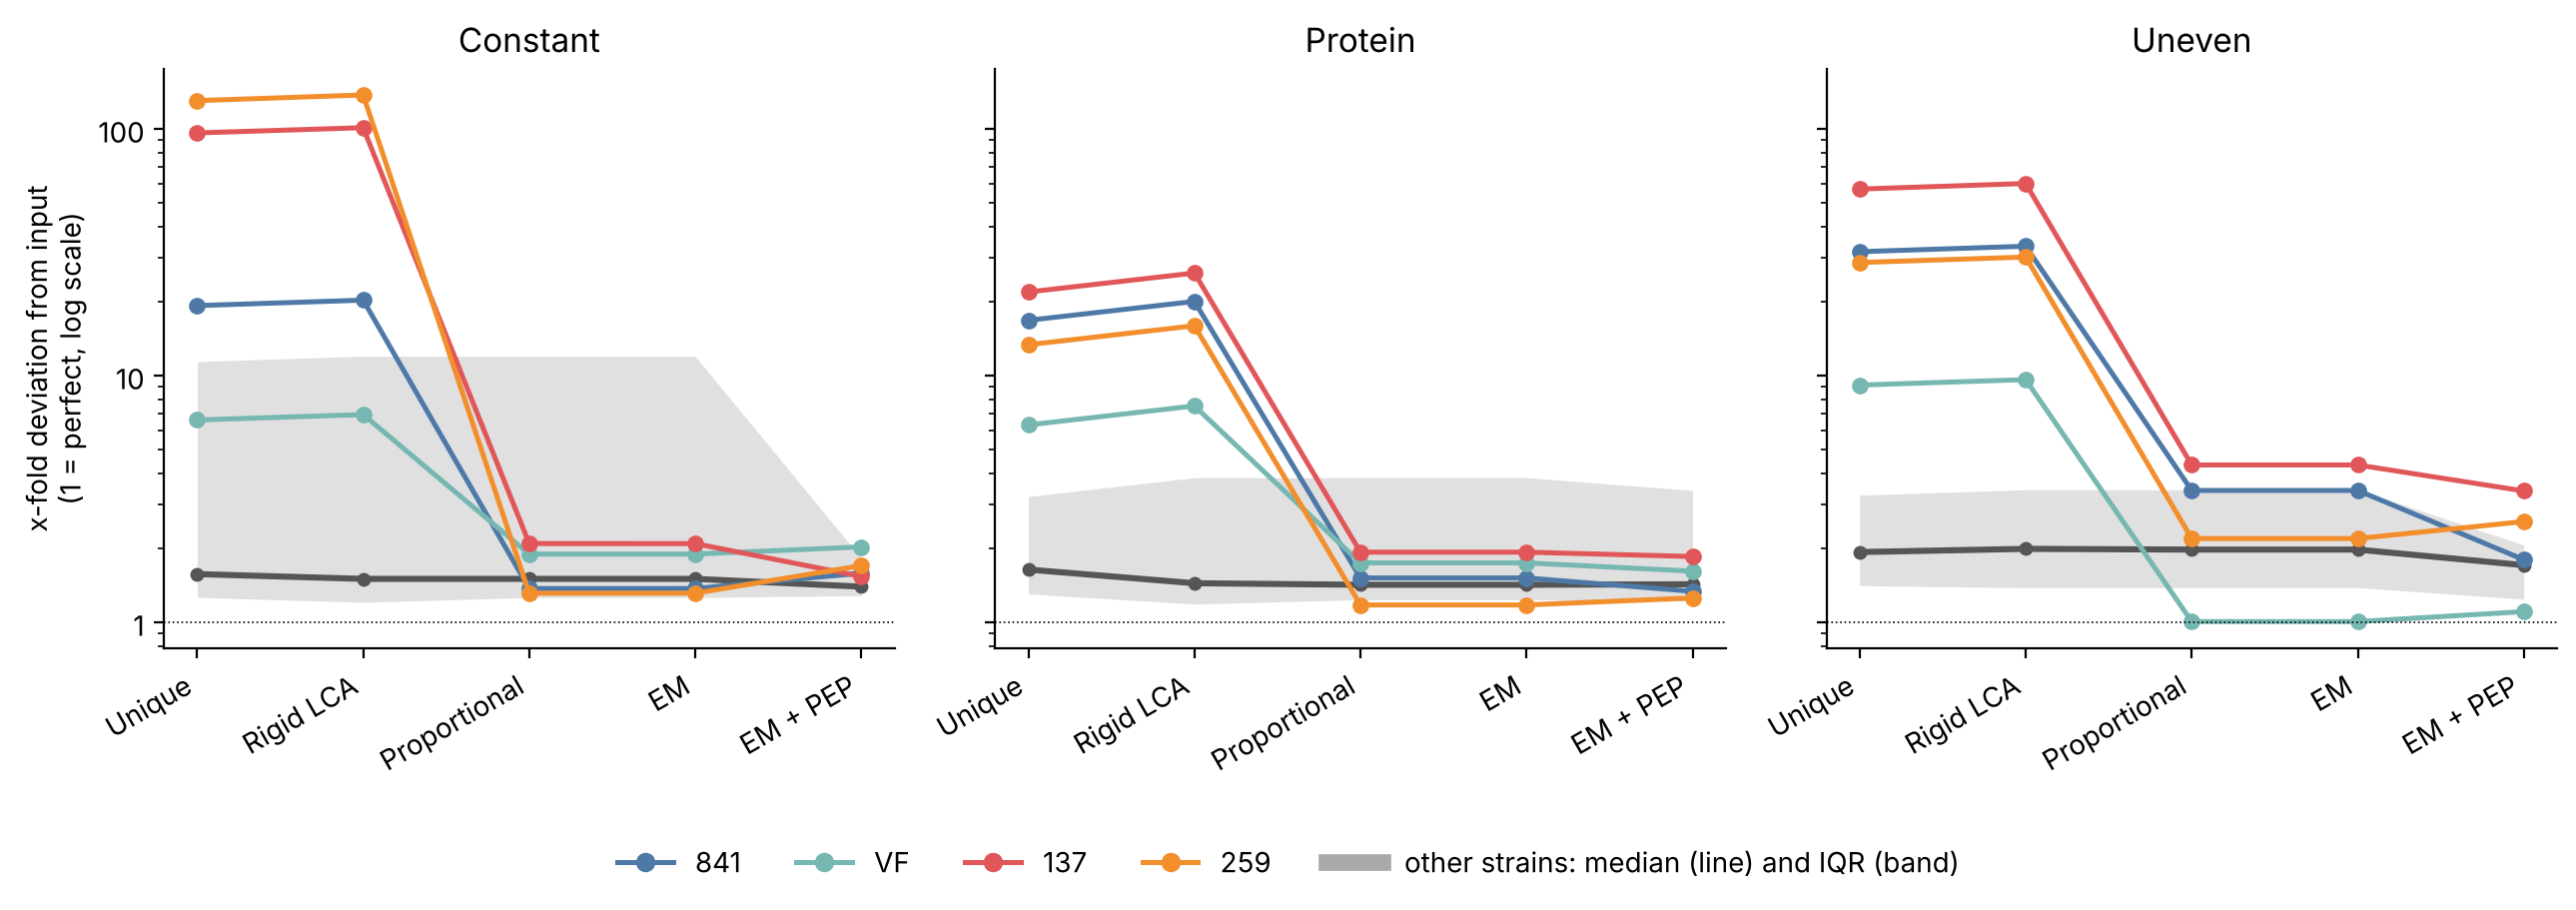 Constant
Protein
Uneven
x-fold deviation from input
(1 = perfect, log scale)
100
10
1
Unique
Rigid LCA
Proportional
EM
EM + PEP
Unique
Rigid LCA
Proportional
EM
EM + PEP
Unique
Rigid LCA
Proportional
EM
EM + PEP
841
VF
137
259
other strains: median (line) and IQR (band)